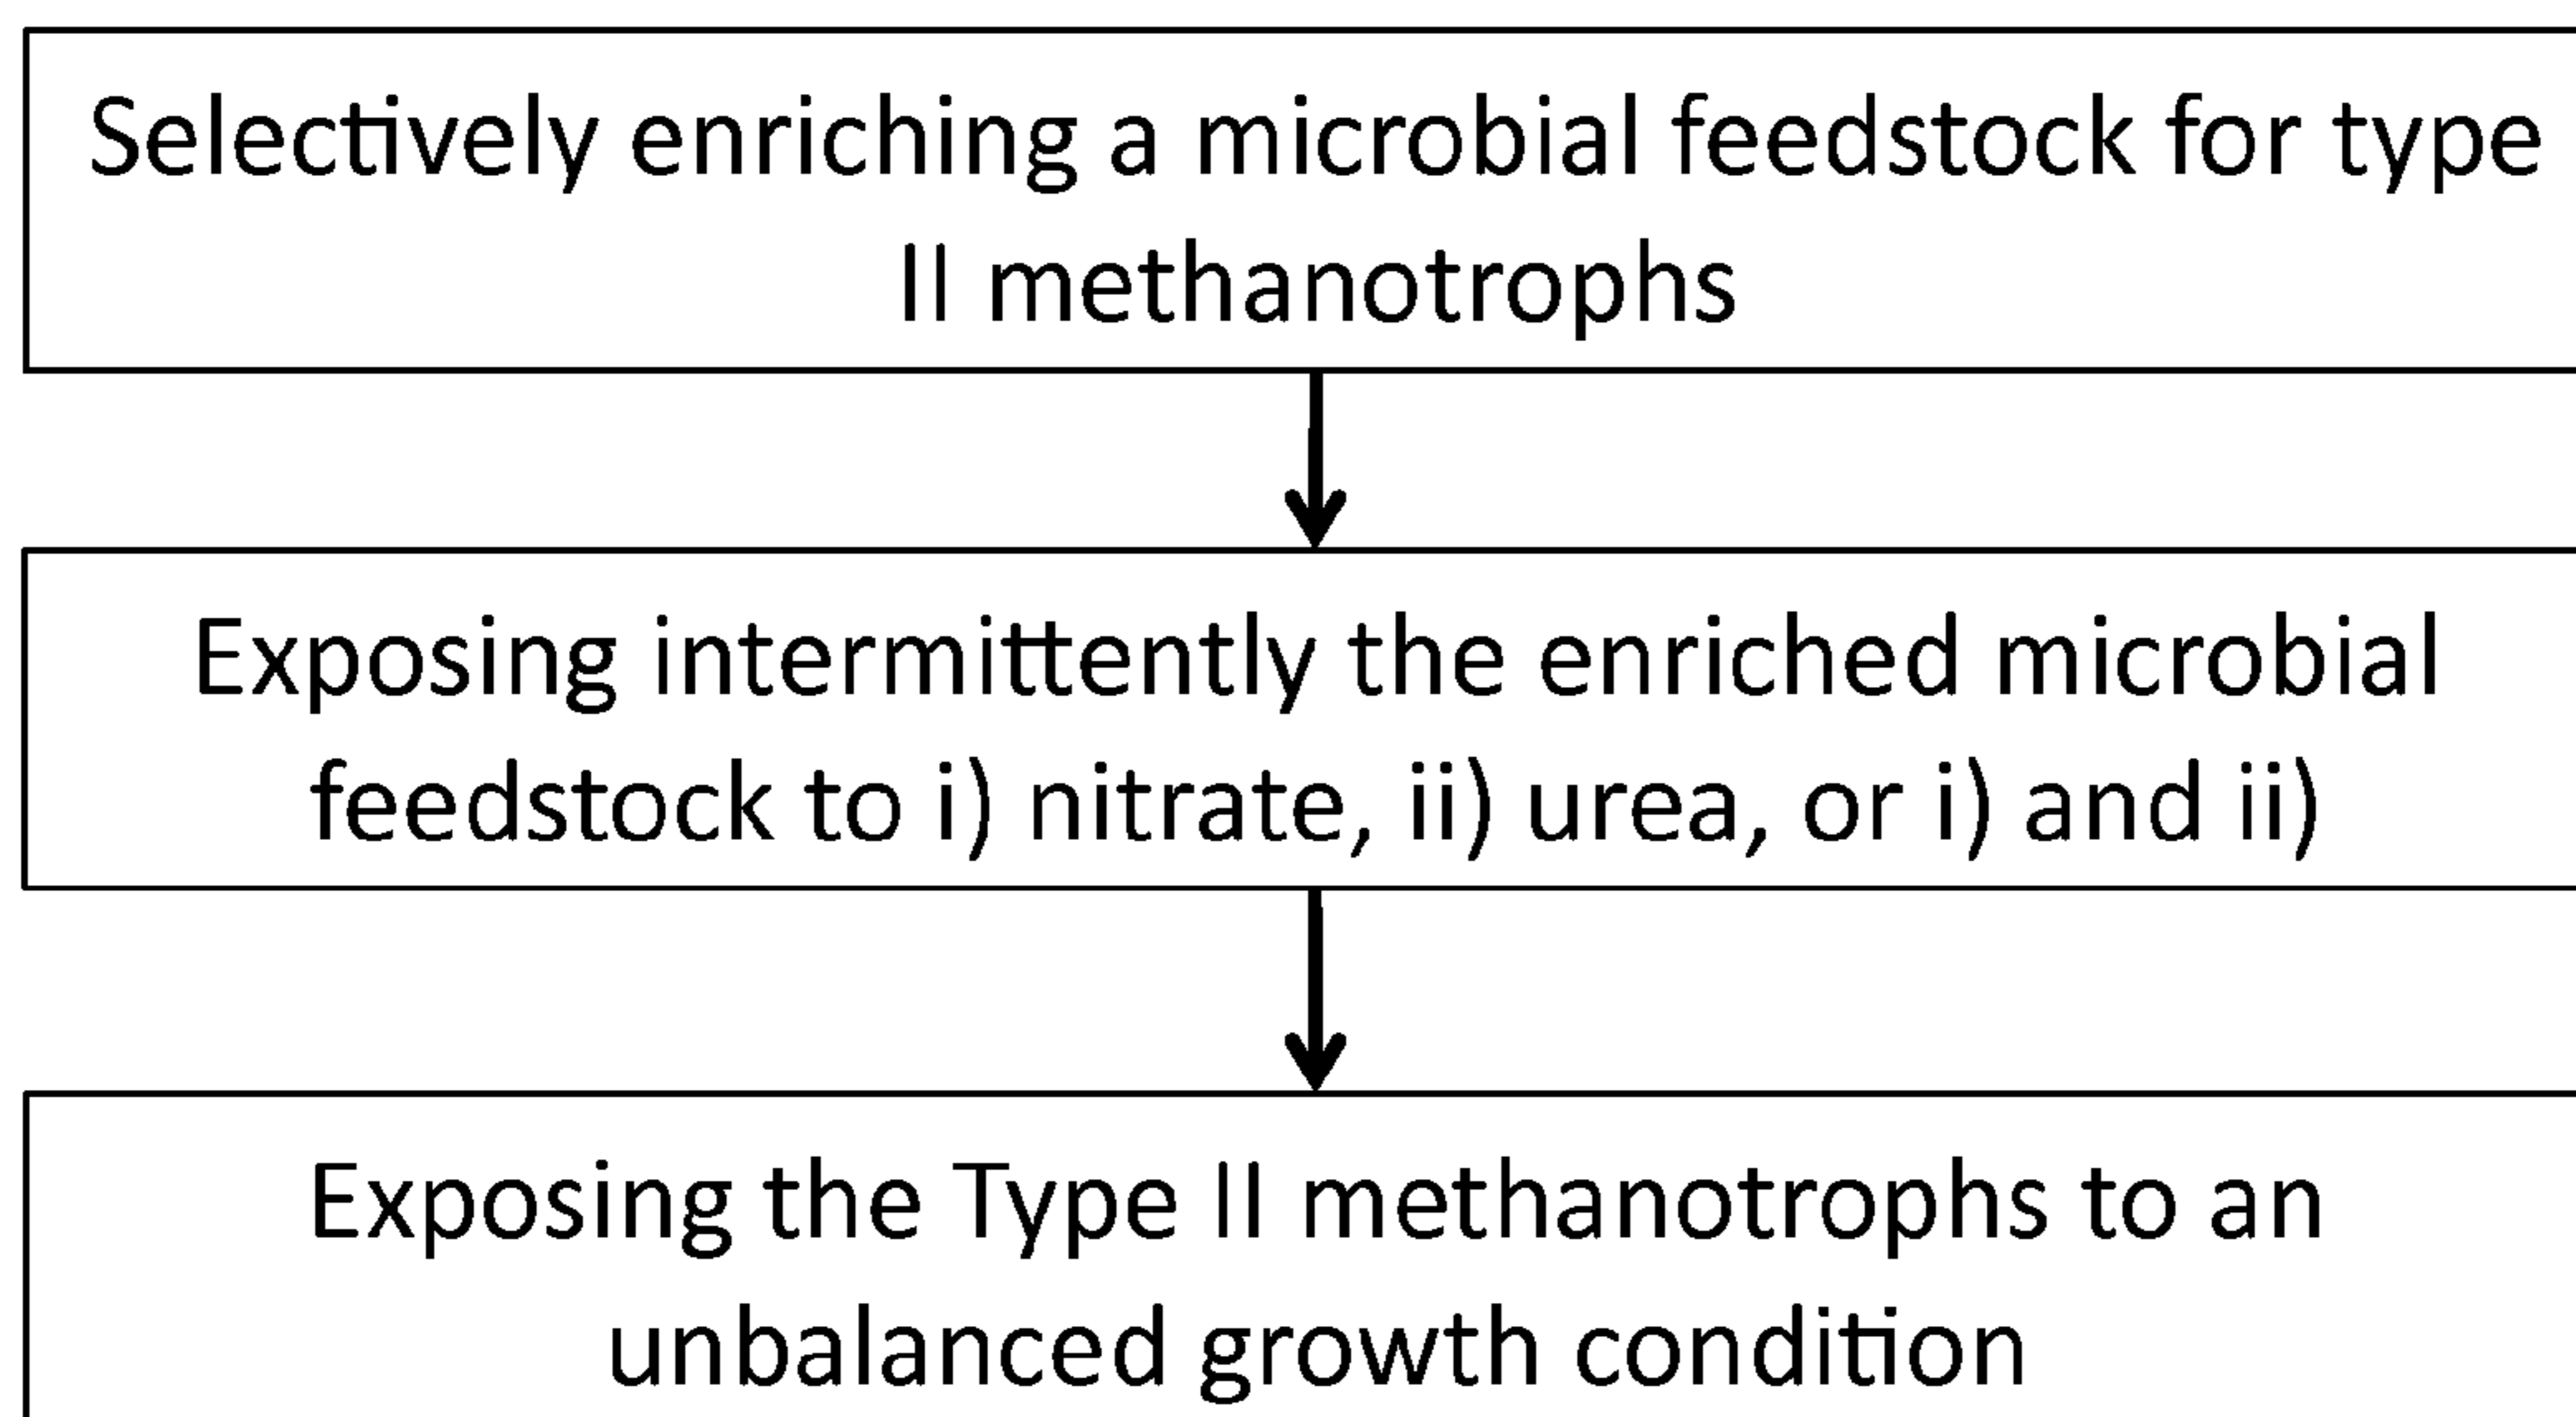 Selectively enriching a microbial feedstock for type
II methanotrophs
Exposing intermittently the enriched microbial
feedstock to i) nitrate, ii) urea, or i) and ii)
Exposing the Type II methanotrophs to an
unbalanced growth condition